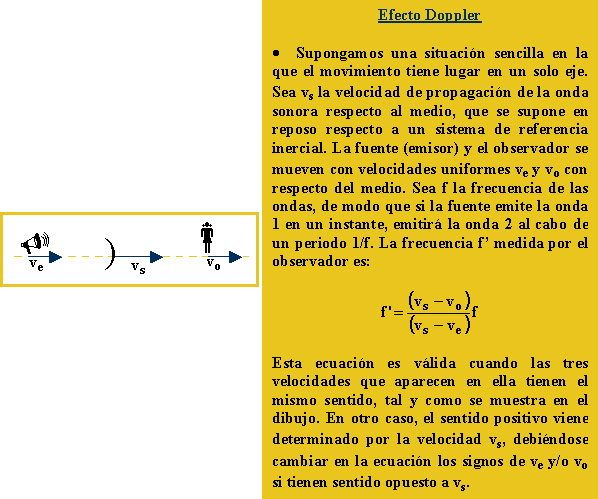 Efecto Doppler
• Supongamos una situación sencilla en la
que el movimiento tiene lugar en un solo eje.
Sea vs la velocidad de propagación de la onda
sonora respecto al medio, que se supone en
reposo respecto a un sistema de referencia
inercial. La fuente (emisor) y el observador se
mueven con velocidades uniformes ve y vo con
respecto del medio. Sea f la frecuencia de las
ondas, de modo que si la fuente emite la onda
1 en un instante, emitirá la onda 2 al cabo de
un periodo 1/f. La frecuencia f' medida por el
observador es:
f'= (vs − vo) / (vs − ve) f
Esta ecuación es válida cuando las tres
velocidades que aparecen en ella tienen el
mismo sentido, tal y como se muestra en el
dibujo. En otro caso, el sentido positivo viene
determinado por la velocidad vs, debiéndose
cambiar en la ecuación los signos de ve y/o vo
si tienen sentido opuesto a vs.
ve vs vo